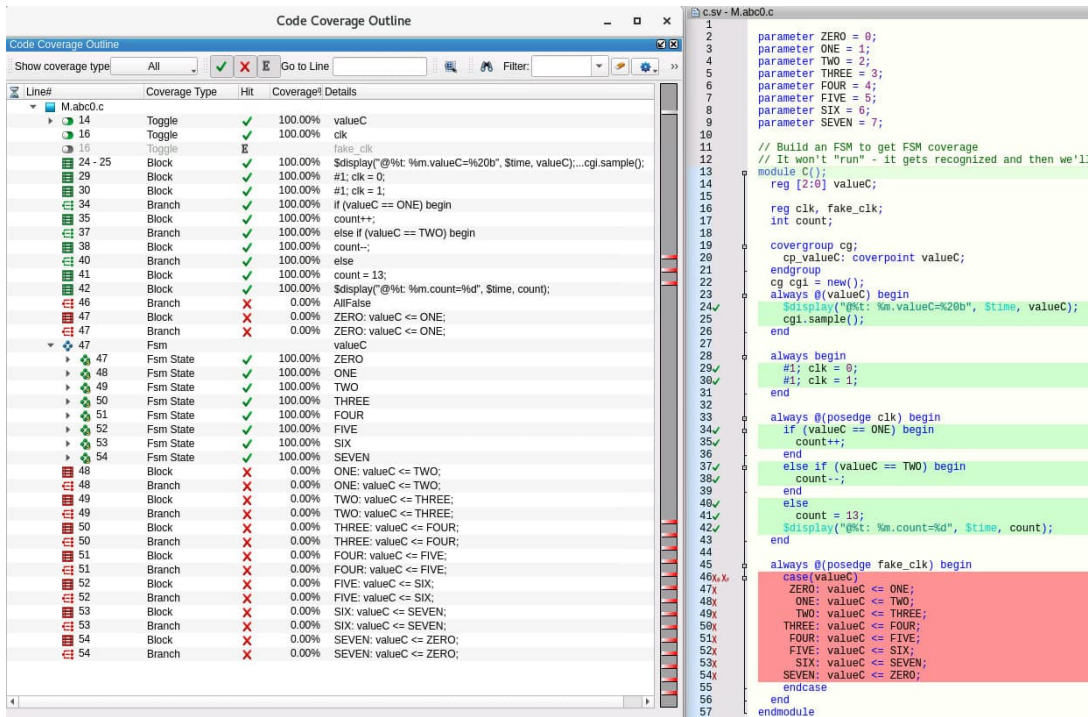 Code Coverage Outline
Code Coverage Outline
Show coverage type All E Go to Line Filter: »
Line# Coverage Type Hit Coverage% Details
M.abc0.c
14 Toggle 100.00% valueC
16 Toggle 100.00% clk
16 Toggle E fake_clk
24 - 25 Block 100.00% $display("@%t: %m.valueC=%20b", $time, valueC);...cgi.sample();
29 Block 100.00% #1; clk = 0;
30 Block 100.00% #1; clk = 1;
34 Branch 100.00% if (valueC == ONE) begin
35 Block 100.00% count++;
37 Branch 100.00% else if (valueC == TWO) begin
38 Block 100.00% count--;
40 Branch 100.00% else
41 Block 100.00% count = 13;
42 Block 100.00% $display("@%t: %m.count=%d", $time, count);
46 Branch 0.00% AllFalse
47 Block 0.00% ZERO: valueC <= ONE;
47 Branch 0.00% ZERO: valueC <= ONE;
47 Fsm valueC
47 Fsm State 100.00% ZERO
48 Fsm State 100.00% ONE
49 Fsm State 100.00% TWO
50 Fsm State 100.00% THREE
51 Fsm State 100.00% FOUR
52 Fsm State 100.00% FIVE
53 Fsm State 100.00% SIX
54 Fsm State 100.00% SEVEN
48 Block 0.00% ONE: valueC <= TWO;
48 Branch 0.00% ONE: valueC <= TWO;
49 Block 0.00% TWO: valueC <= THREE;
49 Branch 0.00% TWO: valueC <= THREE;
50 Block 0.00% THREE: valueC <= FOUR;
50 Branch 0.00% THREE: valueC <= FOUR;
51 Block 0.00% FOUR: valueC <= FIVE;
51 Branch 0.00% FOUR: valueC <= FIVE;
52 Block 0.00% FIVE: valueC <= SIX;
52 Branch 0.00% FIVE: valueC <= SIX;
53 Block 0.00% SIX: valueC <= SEVEN;
53 Branch 0.00% SIX: valueC <= SEVEN;
54 Block 0.00% SEVEN: valueC <= ZERO;
54 Branch 0.00% SEVEN: valueC <= ZERO;
c.sv - M.abc0.c
1
2 parameter ZERO = 0;
3 parameter ONE = 1;
4 parameter TWO = 2;
5 parameter THREE = 3;
6 parameter FOUR = 4;
7 parameter FIVE = 5;
8 parameter SIX = 6;
9 parameter SEVEN = 7;
10
11 // Build an FSM to get FSM coverage
12 // It won't "run" - it gets recognized and then we'll
13 module C();
14 reg [2:0] valueC;
15
16 reg clk, fake_clk;
17 int count;
18
19 covergroup cg;
20 cp_valueC: coverpoint valueC;
21 endgroup
22 cg cgi = new();
23 always @(valueC) begin
24 $display("@%t: %m.valueC=%20b", $time, valueC);
25 cgi.sample();
26 end
27
28 always begin
29 #1; clk = 0;
30 #1; clk = 1;
31 end
32
33 always @(posedge clk) begin
34 if (valueC == ONE) begin
35 count++;
36 end
37 else if (valueC == TWO) begin
38 count--;
39 end
40 else
41 count = 13;
42 $display("@%t: %m.count=%d", $time, count);
43 end
44
45 always @(posedge fake_clk) begin
46 case(valueC)
47 ZERO: valueC <= ONE;
48 ONE: valueC <= TWO;
49 TWO: valueC <= THREE;
50 THREE: valueC <= FOUR;
51 FOUR: valueC <= FIVE;
52 FIVE: valueC <= SIX;
53 SIX: valueC <= SEVEN;
54 SEVEN: valueC <= ZERO;
55 endcase
56 end
57 endmodule